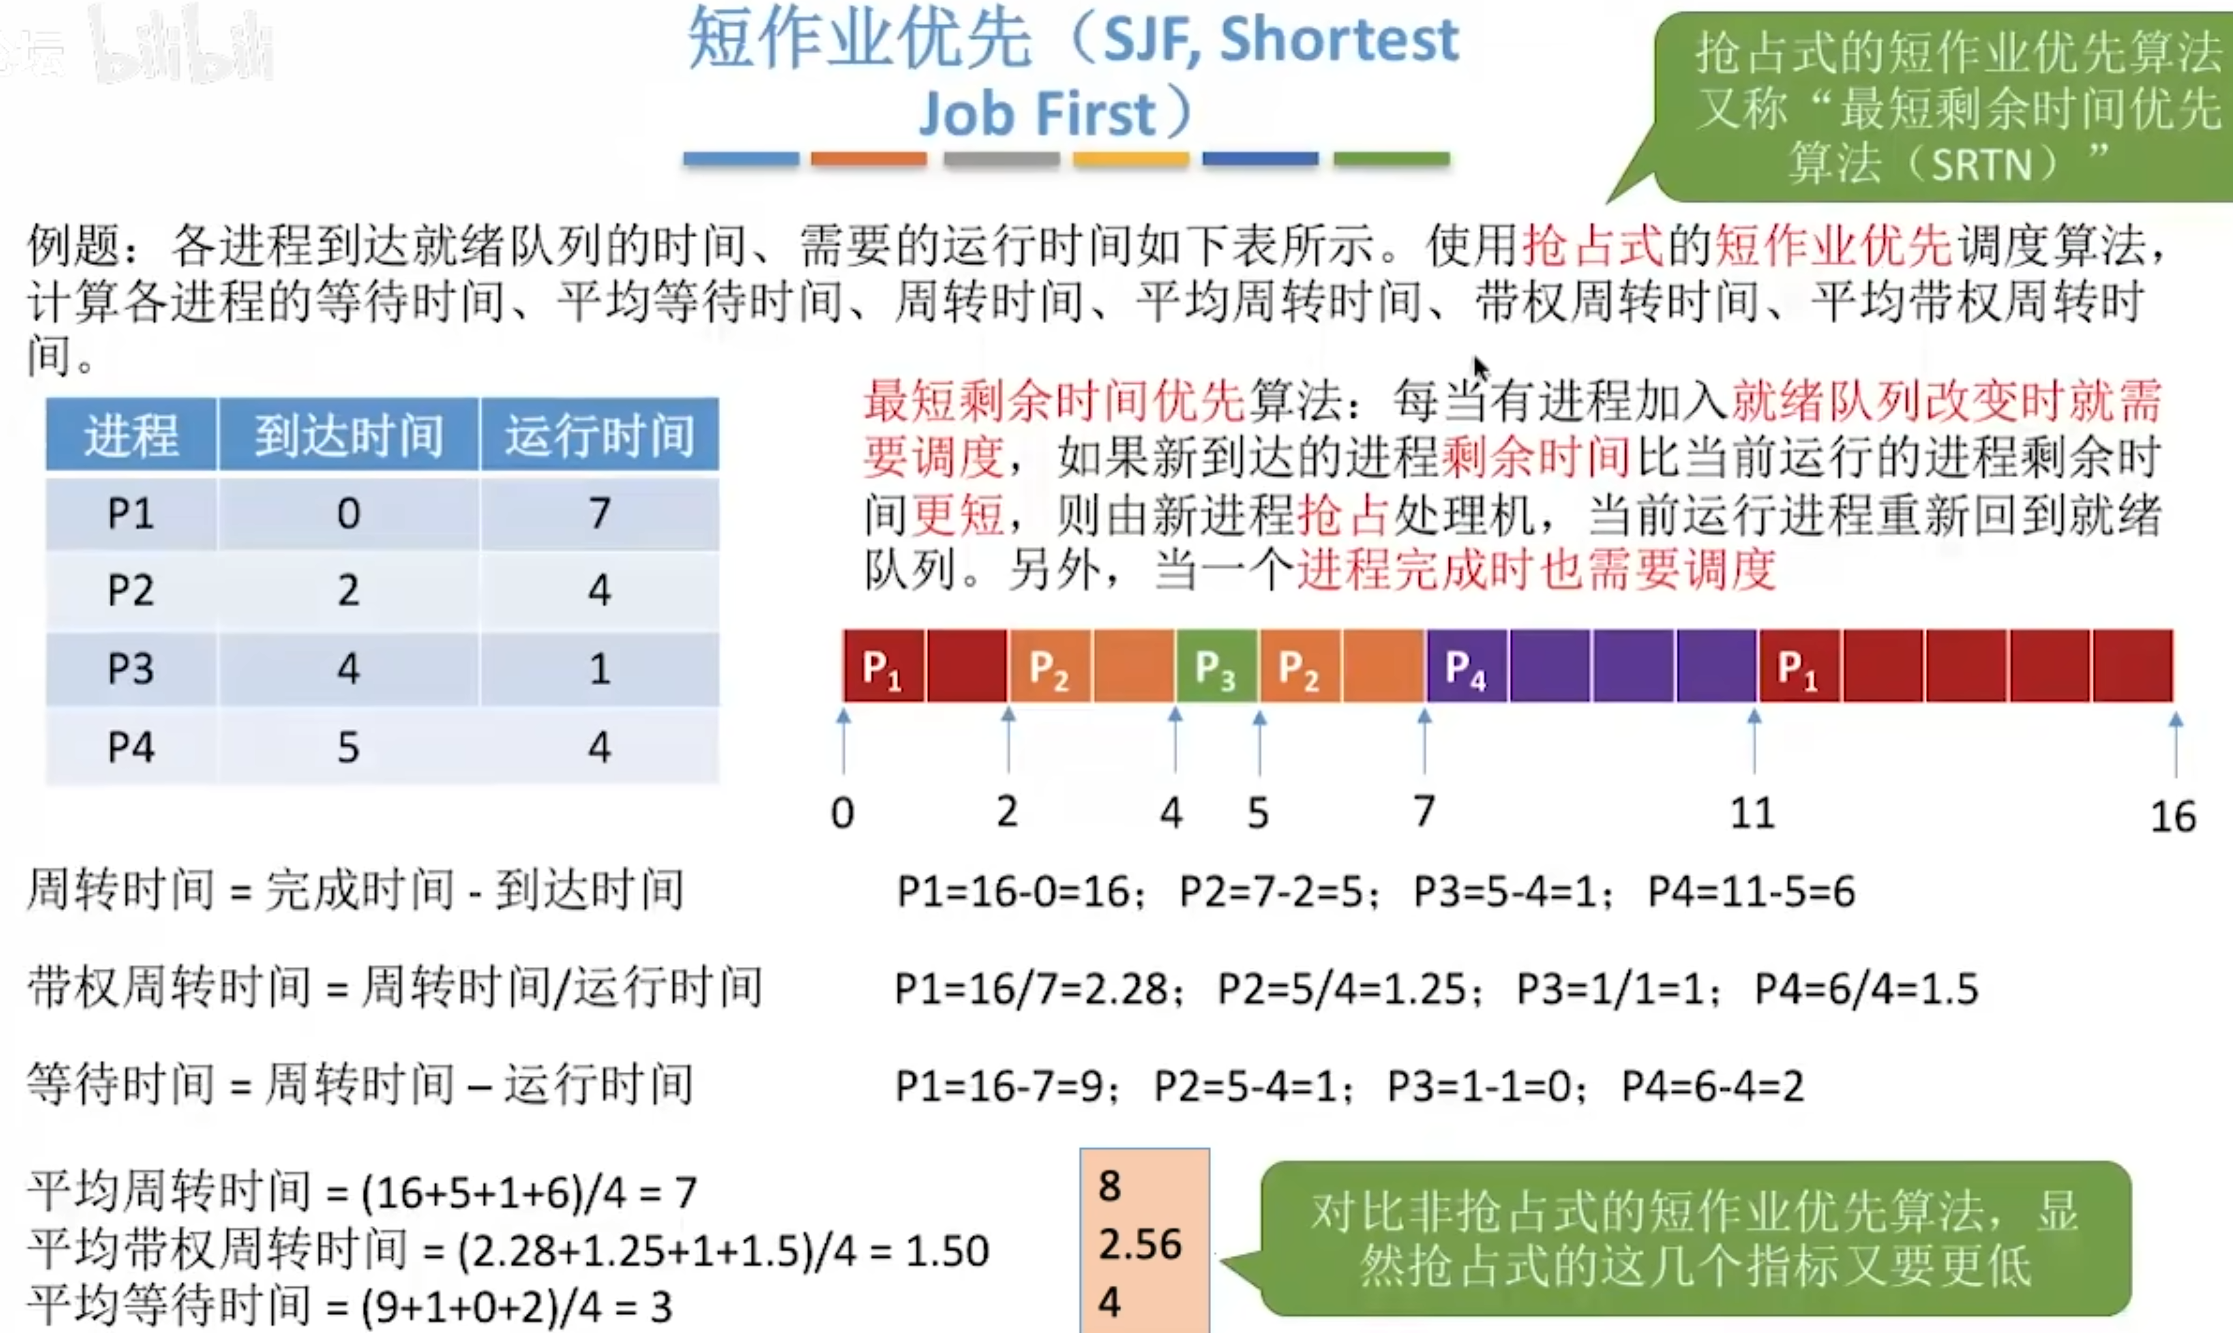 坛 bilibili
短作业优先（SJF, Shortest
Job First）
抢占式的短作业优先算法
又称“最短剩余时间优先
算法（SRTN）”
例题：各进程到达就绪队列的时间、需要的运行时间如下表所示。使用抢占式的短作业优先调度算法，
计算各进程的等待时间、平均等待时间、周转时间、平均周转时间、带权周转时间、平均带权周转时
间。
进程 到达时间 运行时间
P1 0 7
P2 2 4
P3 4 1
P4 5 4
最短剩余时间优先算法：每当有进程加入就绪队列改变时就需
要调度，如果新到达的进程剩余时间比当前运行的进程剩余时
间更短，则由新进程抢占处理机，当前运行进程重新回到就绪
队列。另外，当一个进程完成时也需要调度
P1 P2 P3 P2 P4 P1
0 2 4 5 7 11 16
周转时间 = 完成时间 - 到达时间 P1=16-0=16；P2=7-2=5；P3=5-4=1；P4=11-5=6
带权周转时间 = 周转时间/运行时间 P1=16/7=2.28；P2=5/4=1.25；P3=1/1=1；P4=6/4=1.5
等待时间 = 周转时间 – 运行时间 P1=16-7=9；P2=5-4=1；P3=1-1=0；P4=6-4=2
平均周转时间 = (16+5+1+6)/4 = 7
平均带权周转时间 = (2.28+1.25+1+1.5)/4 = 1.50
平均等待时间 = (9+1+0+2)/4 = 3
8
2.56
4
对比非抢占式的短作业优先算法，显
然抢占式的这几个指标又要更低